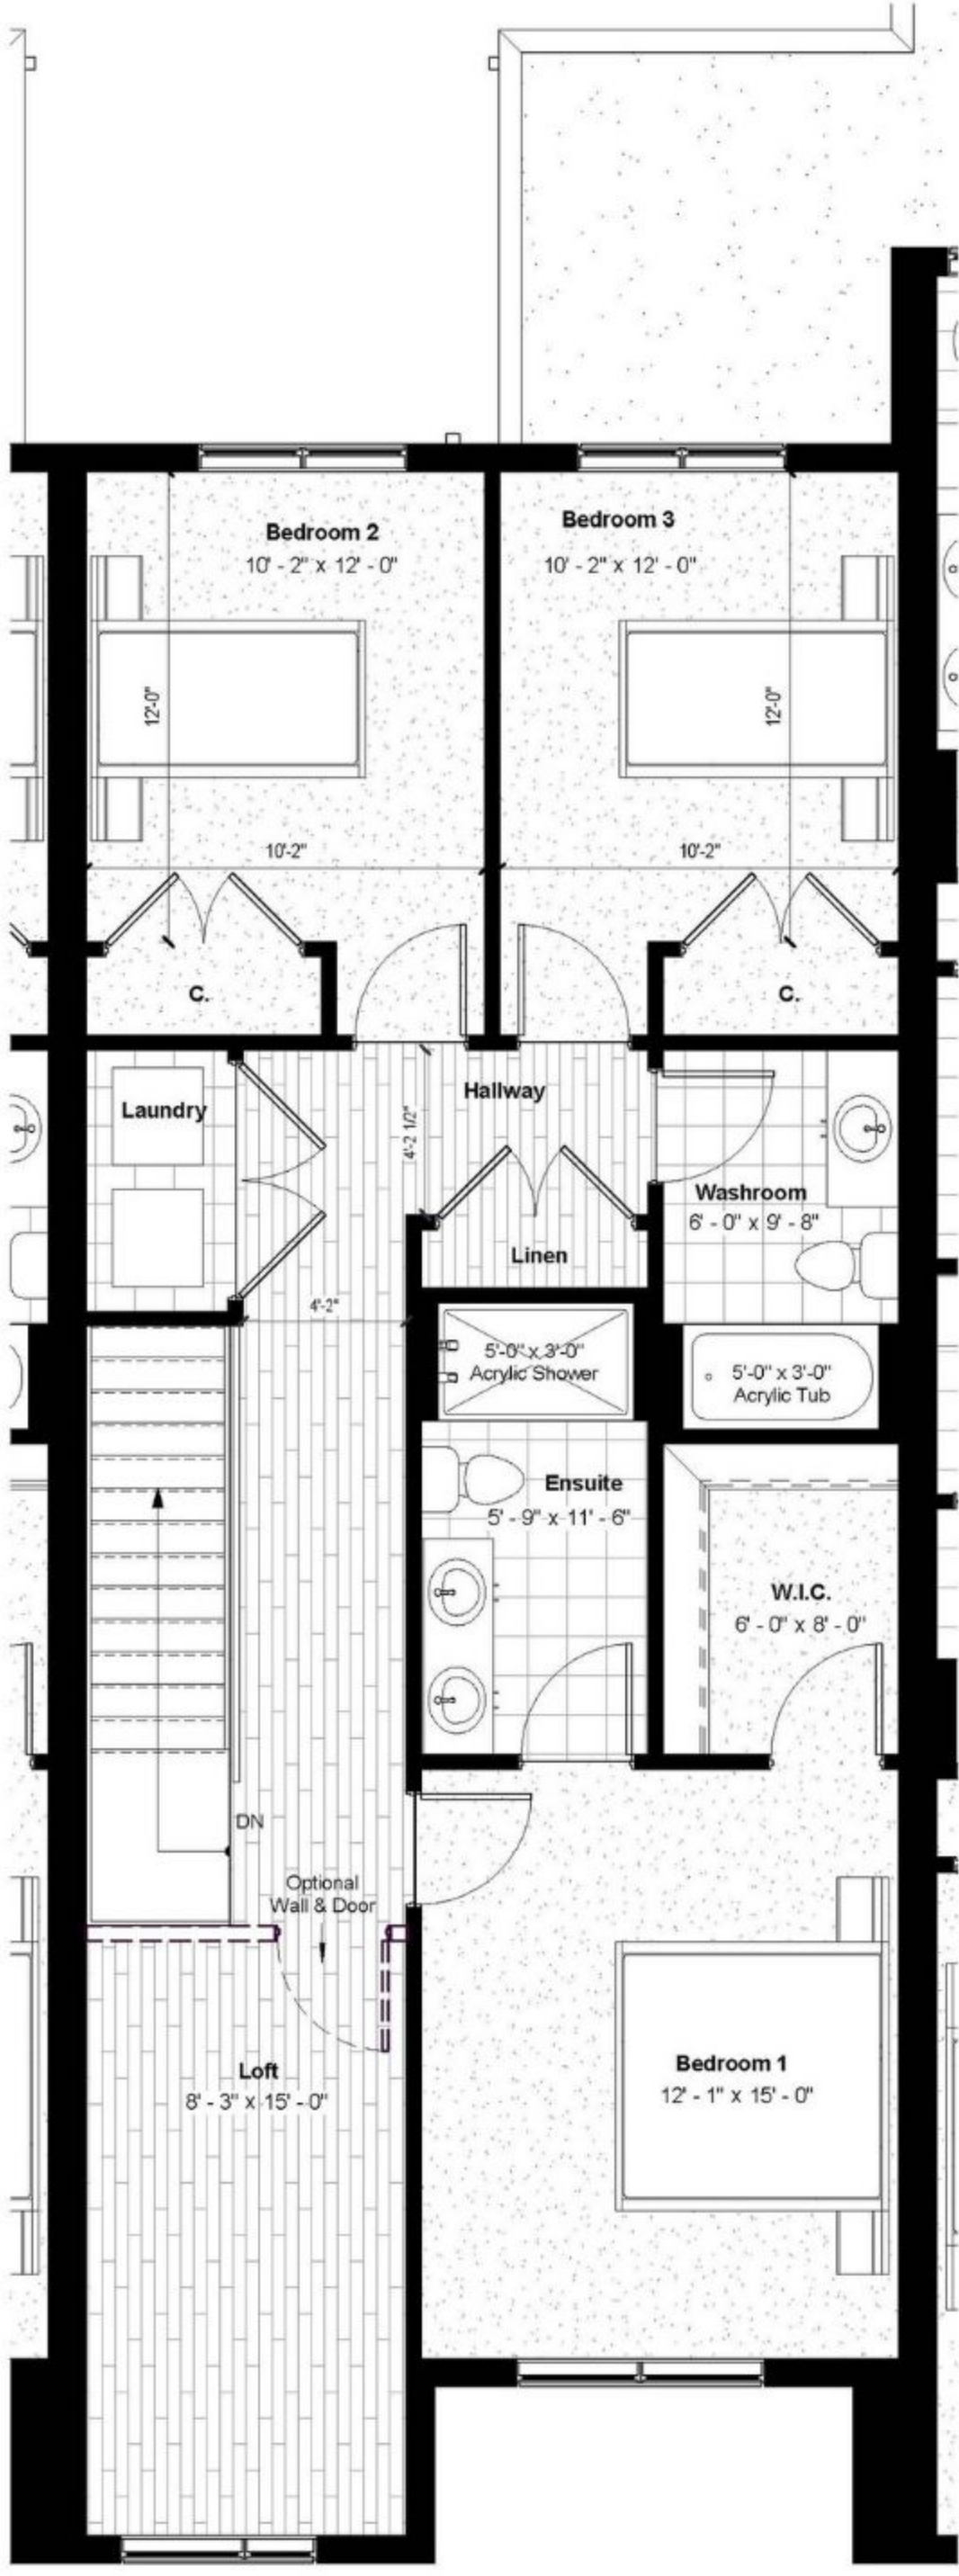 Bedroom 2
10' - 2" x 12' - 0"
Bedroom 3
10' - 2" x 12' - 0"
12'-0"
12'-0"
10'-2"
10'-2"
C.
C.
Laundry
Hallway
4'-2 1/2"
Washroom
6' - 0" x 9' - 8"
Linen
4'-2"
5'-0" x 3'-0"
Acrylic Shower
5'-0" x 3'-0"
Acrylic Tub
Ensuite
5' - 9" x 11' - 6"
W.I.C.
6' - 0" x 8' - 0"
DN
Optional
Wall & Door
Loft
8' - 3" x 15' - 0"
Bedroom 1
12' - 1" x 15' - 0"